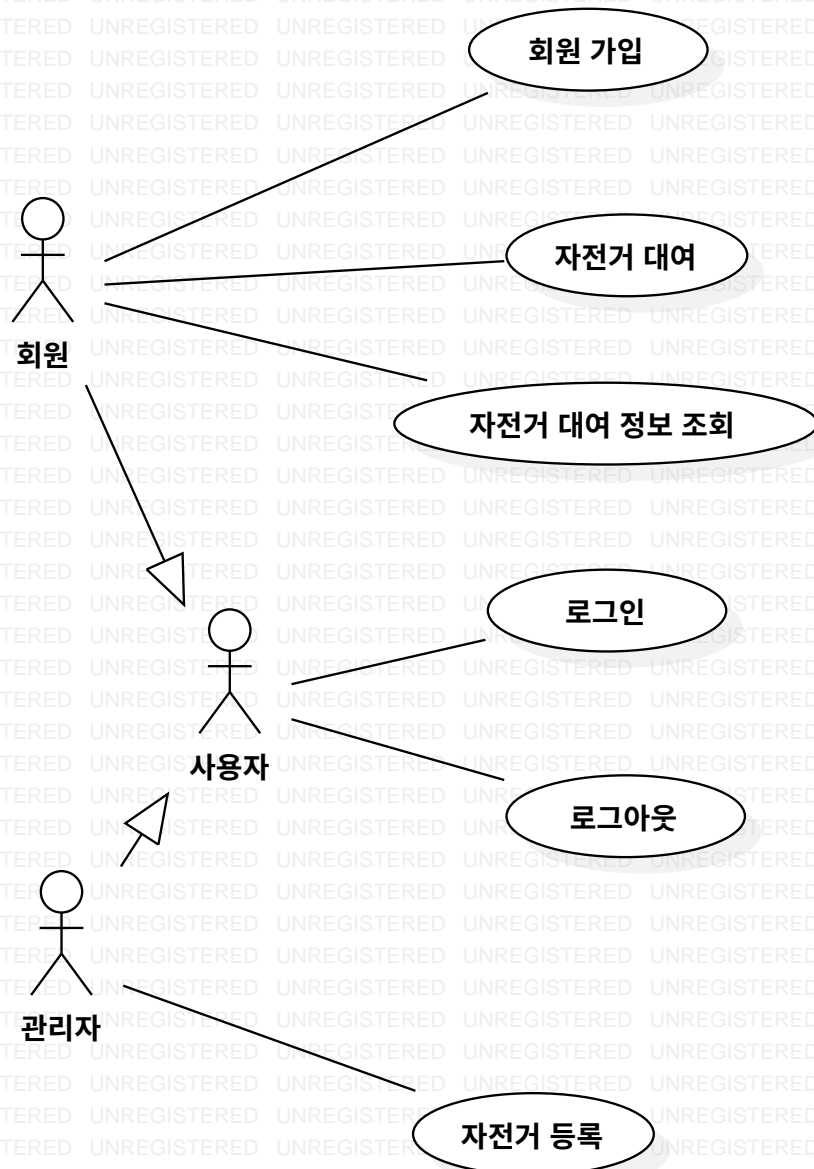 회원 가입
자전거 대여
회원
자전거 대여 정보 조회
로그인
사용자
로그아웃
관리자
자전거 등록
UNREGISTERED